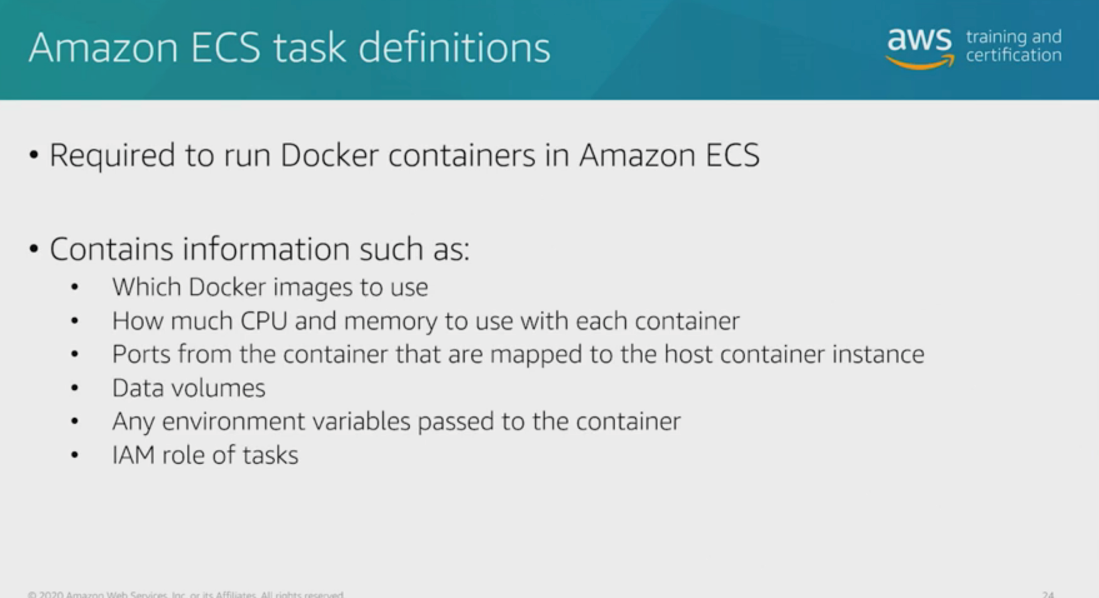 Amazon ECS task definitions
aws training and
certification
• Required to run Docker containers in Amazon ECS
• Contains information such as:
• Which Docker images to use
• How much CPU and memory to use with each container
• Ports from the container that are mapped to the host container instance
• Data volumes
• Any environment variables passed to the container
• IAM role of tasks
© 2020 Amazon Web Services, Inc. or its Affiliates. All rights reserved.
24